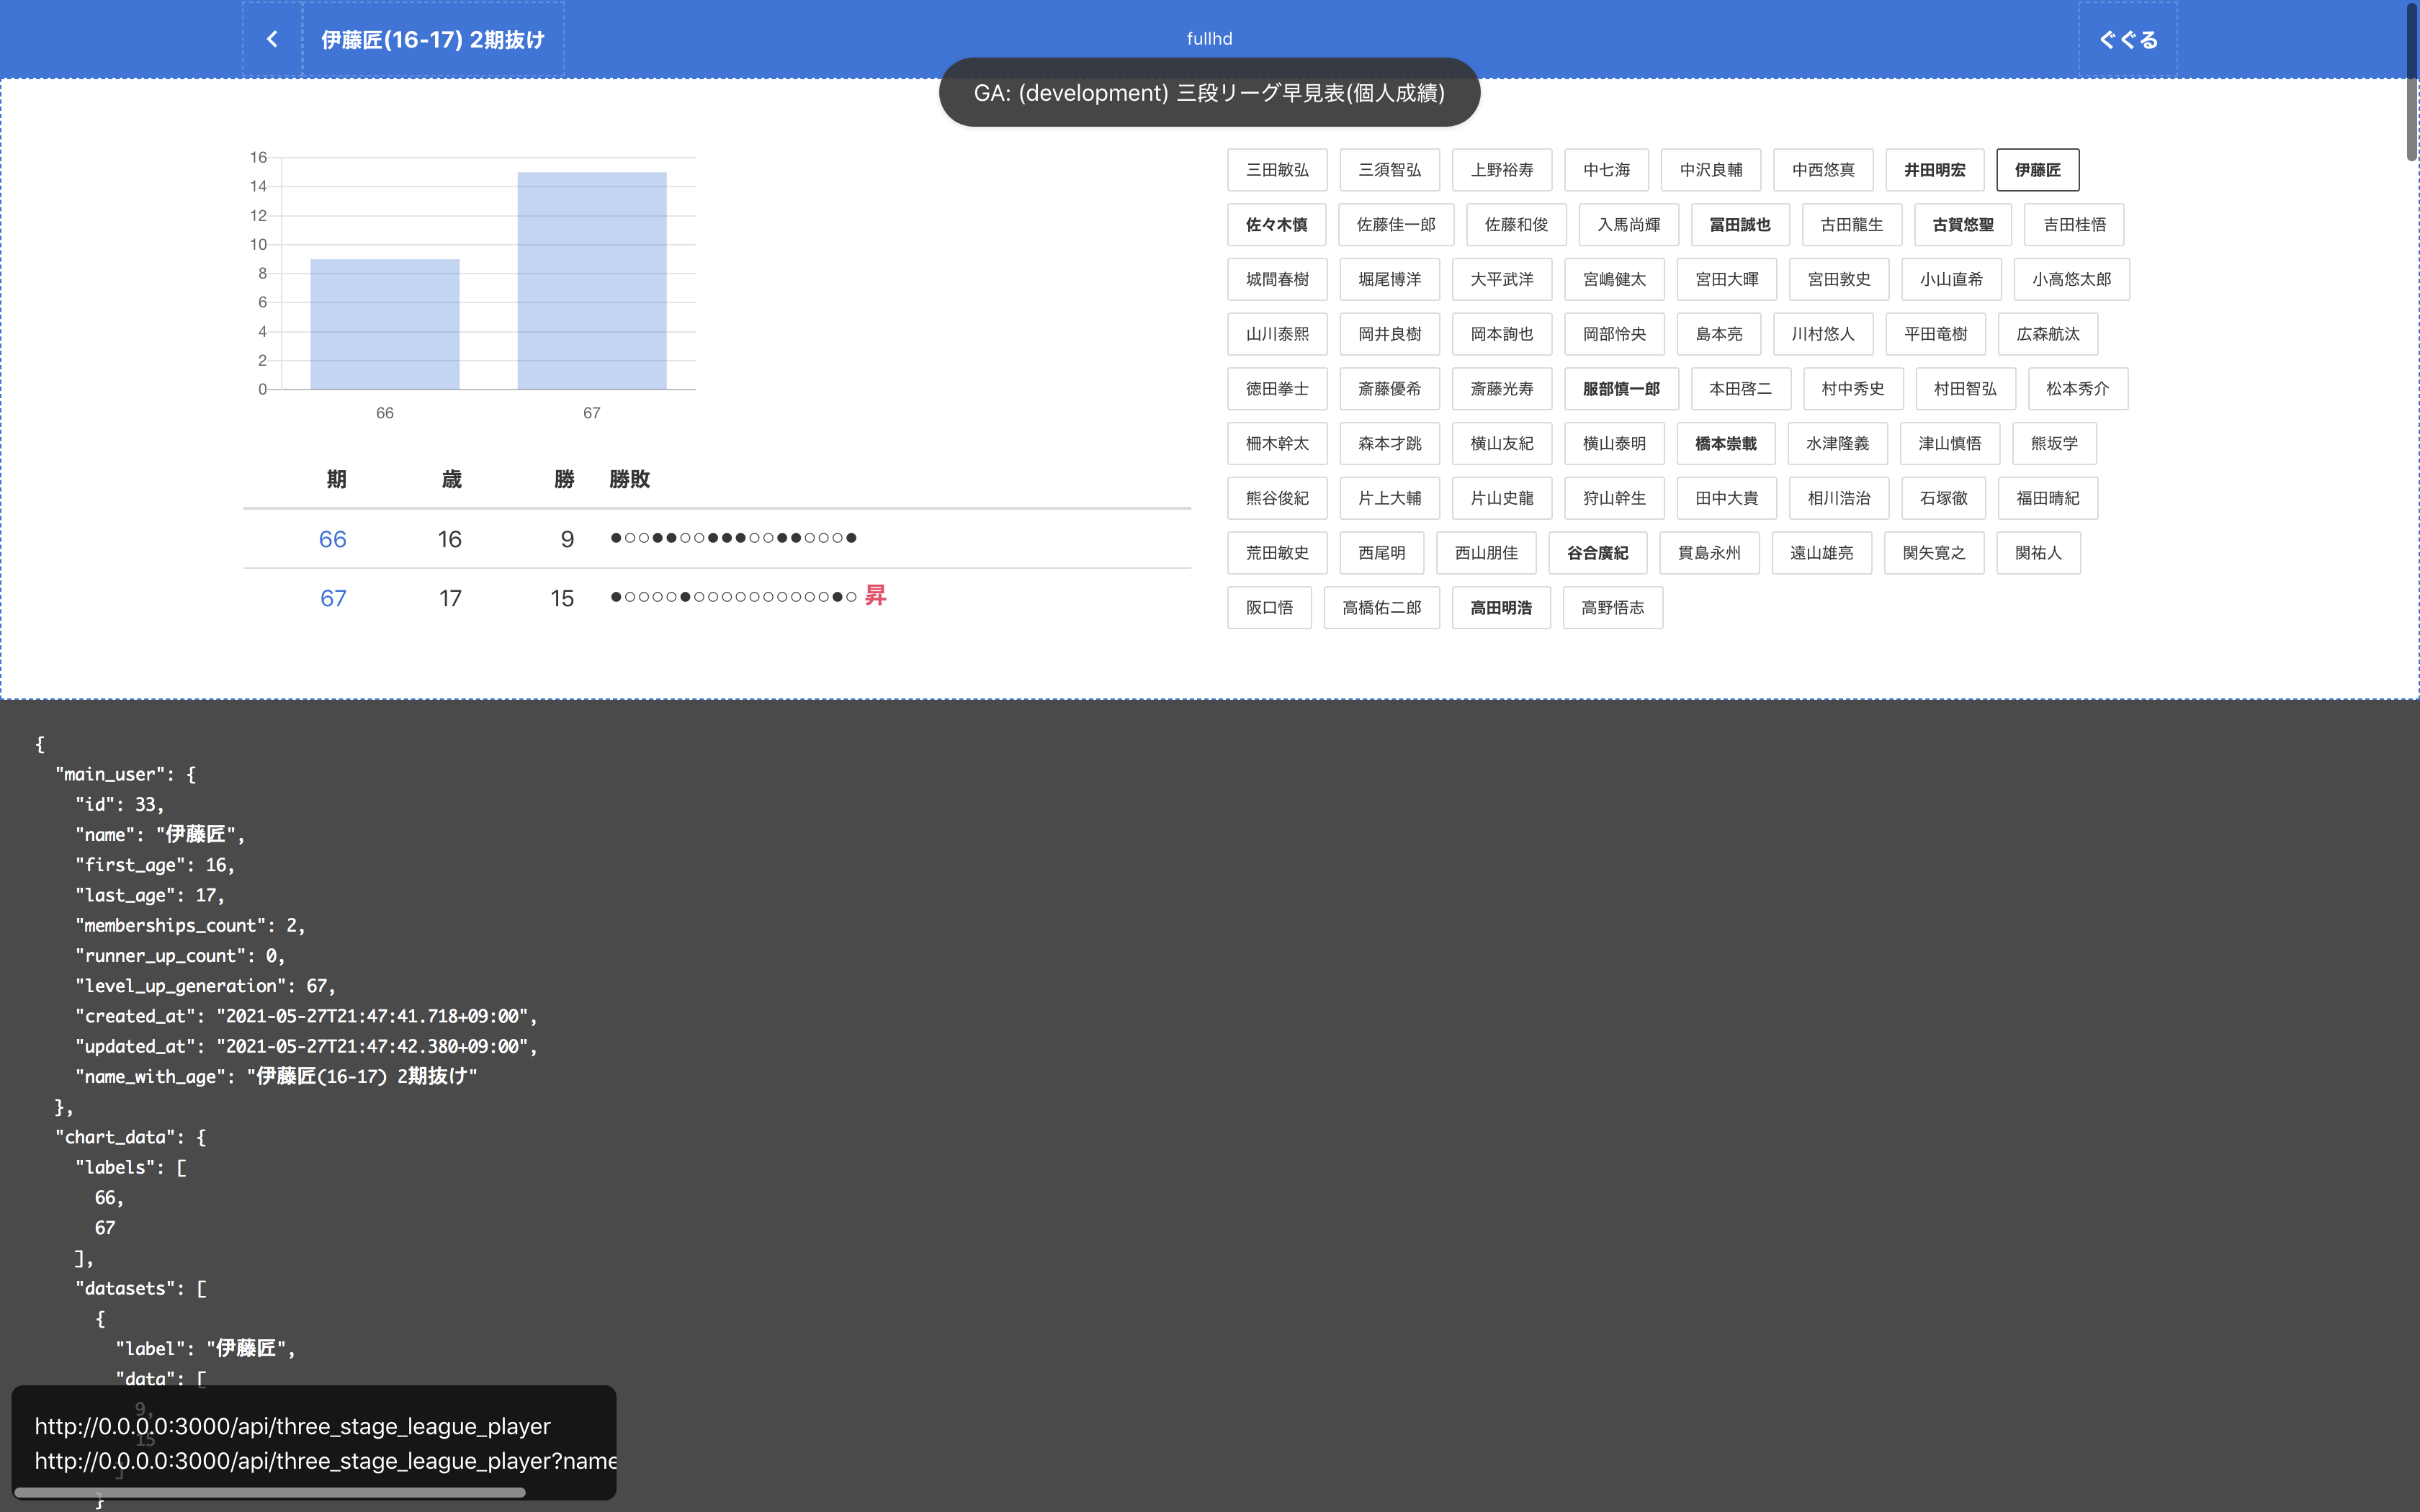 伊藤匠(16-17) 2期抜け
fullhd
ぐぐる
GA: (development) 三段リーグ早見表(個人成績)
16
14
12
10
8
6
4
2
0
66 67
期 歳 勝 勝敗
66 16 9 ●○○●●○○●●●○○●●○○○●
67 17 15 ●○○○○●○○○○○○○○○○●○ 昇
三田敏弘 三須智弘 上野裕寿 中七海 中沢良輔 中西悠真 井田明宏 伊藤匠
佐々木慎 佐藤佳一郎 佐藤和俊 入馬尚輝 冨田誠也 古田龍生 古賀悠聖 吉田桂悟
城間春樹 堀尾博洋 大平武洋 宮嶋健太 宮田大暉 宮田敦史 小山直希 小高悠太郎
山川泰熙 岡井良樹 岡本詢也 岡部怜央 島本亮 川村悠人 平田竜樹 広森航汰
徳田拳士 斎藤優希 斎藤光寿 服部慎一郎 本田啓二 村中秀史 村田智弘 松本秀介
柵木幹太 森本才跳 横山友紀 横山泰明 橋本崇載 水津隆義 津山慎悟 熊坂学
熊谷俊紀 片上大輔 片山史龍 狩山幹生 田中大貴 相川浩治 石塚徹 福田晴紀
荒田敏史 西尾明 西山朋佳 谷合廣紀 貫島永州 遠山雄亮 関矢寛之 関祐人
阪口悟 高橋佑二郎 高田明浩 高野悟志
{
"main_user": {
"id": 33,
"name": "伊藤匠",
"first_age": 16,
"last_age": 17,
"memberships_count": 2,
"runner_up_count": 0,
"level_up_generation": 67,
"created_at": "2021-05-27T21:47:41.718+09:00",
"updated_at": "2021-05-27T21:47:42.380+09:00",
"name_with_age": "伊藤匠(16-17) 2期抜け"
},
"chart_data": {
"labels": [
66,
67
],
"datasets": [
{
"label": "伊藤匠",
"data": [
9,
15
]
}
http://0.0.0.0:3000/api/three_stage_league_player
http://0.0.0.0:3000/api/three_stage_league_player?name